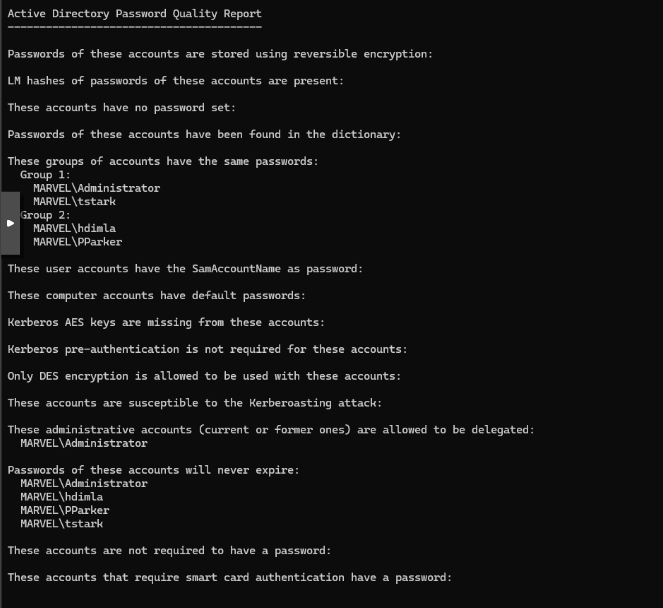 Active Directory Password Quality Report
----------------------------------------
Passwords of these accounts are stored using reversible encryption:
LM hashes of passwords of these accounts are present:
These accounts have no password set:
Passwords of these accounts have been found in the dictionary:
These groups of accounts have the same passwords:
Group 1:
MARVEL\Administrator
MARVEL\tstark
Group 2:
MARVEL\hdimla
MARVEL\PParker
These user accounts have the SamAccountName as password:
These computer accounts have default passwords:
Kerberos AES keys are missing from these accounts:
Kerberos pre-authentication is not required for these accounts:
Only DES encryption is allowed to be used with these accounts:
These accounts are susceptible to the Kerberoasting attack:
These administrative accounts (current or former ones) are allowed to be delegated:
MARVEL\Administrator
Passwords of these accounts will never expire:
MARVEL\Administrator
MARVEL\hdimla
MARVEL\PParker
MARVEL\tstark
These accounts are not required to have a password:
These accounts that require smart card authentication have a password: